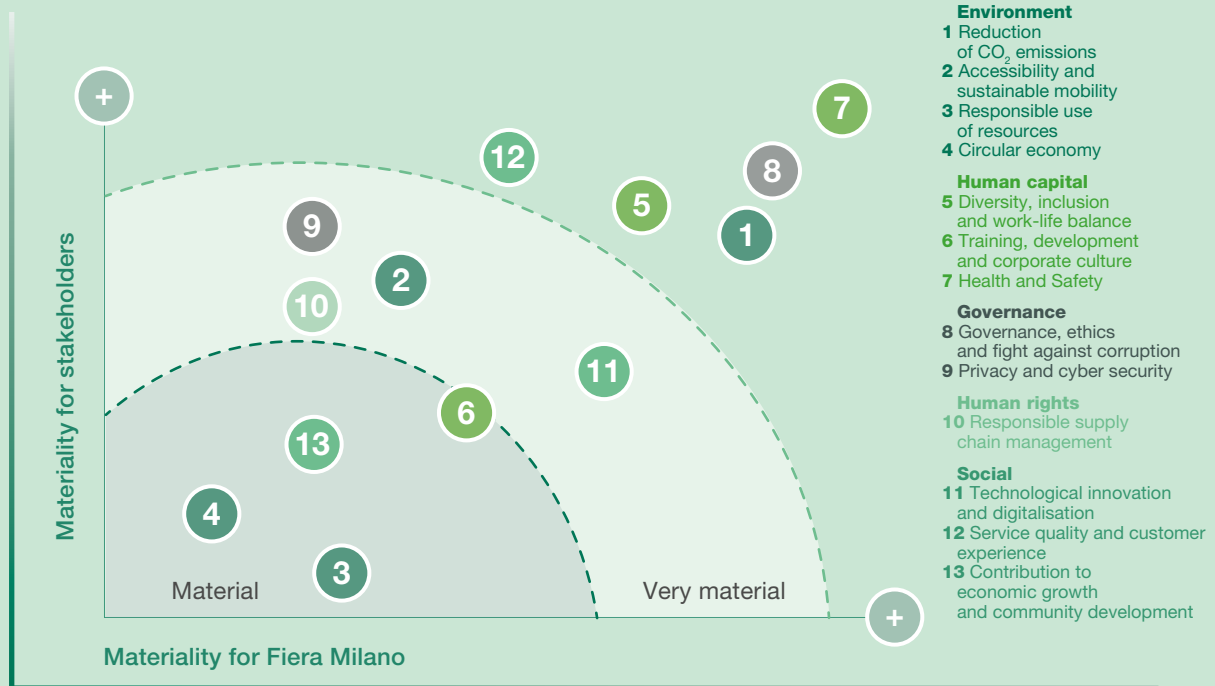 Environment
1 Reduction
of CO₂ emissions
2 Accessibility and
sustainable mobility
3 Responsible use
of resources
4 Circular economy
Human capital
5 Diversity, inclusion
and work-life balance
6 Training, development
and corporate culture
7 Health and Safety
Governance
8 Governance, ethics
and fight against corruption
9 Privacy and cyber security
Human rights
10 Responsible supply
chain management
Social
11 Technological innovation
and digitalisation
12 Service quality and customer
experience
13 Contribution to
economic growth
and community development
Materiality for stakeholders
+
7
12
8
5
9
1
2
10
11
6
13
4
3
Material
Very material
+
Materiality for Fiera Milano